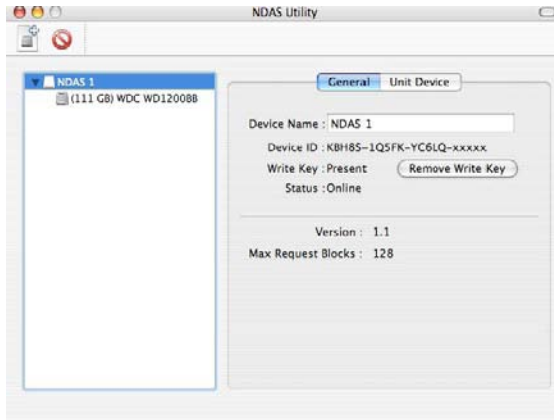 NDAS Utility
NDAS 1
(111 GB) WDC WD1200BB
General Unit Device
Device Name : NDAS 1
Device ID : KBH8S-1Q5FK-YC6LQ-xxxxx
Write Key : Present Remove Write Key
Status : Online
Version : 1.1
Max Request Blocks : 128